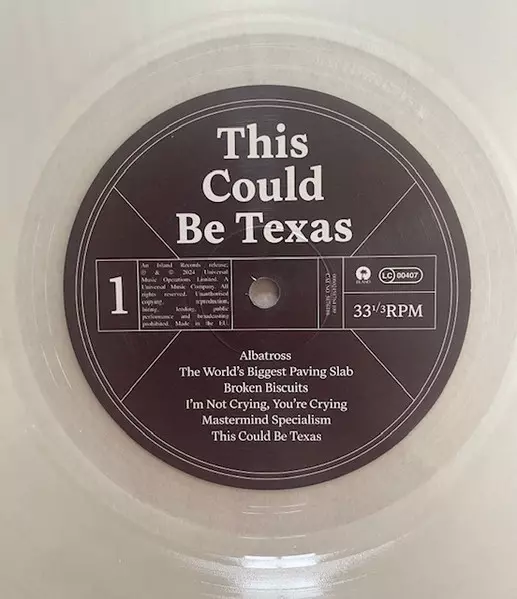 This
Could
Be Texas
1
An Island Records release;
℗ & © 2024 Universal
Music Operations Limited. A
Universal Music Company. All
rights reserved. Unauthorised
copying, reproduction,
hiring, lending, public
performance and broadcasting
prohibited. Made in the EU.
ISLAND
LC 00407
33 1/3 RPM
Albatross
The World's Biggest Paving Slab
Broken Biscuits
I'm Not Crying, You're Crying
Mastermind Specialism
This Could Be Texas